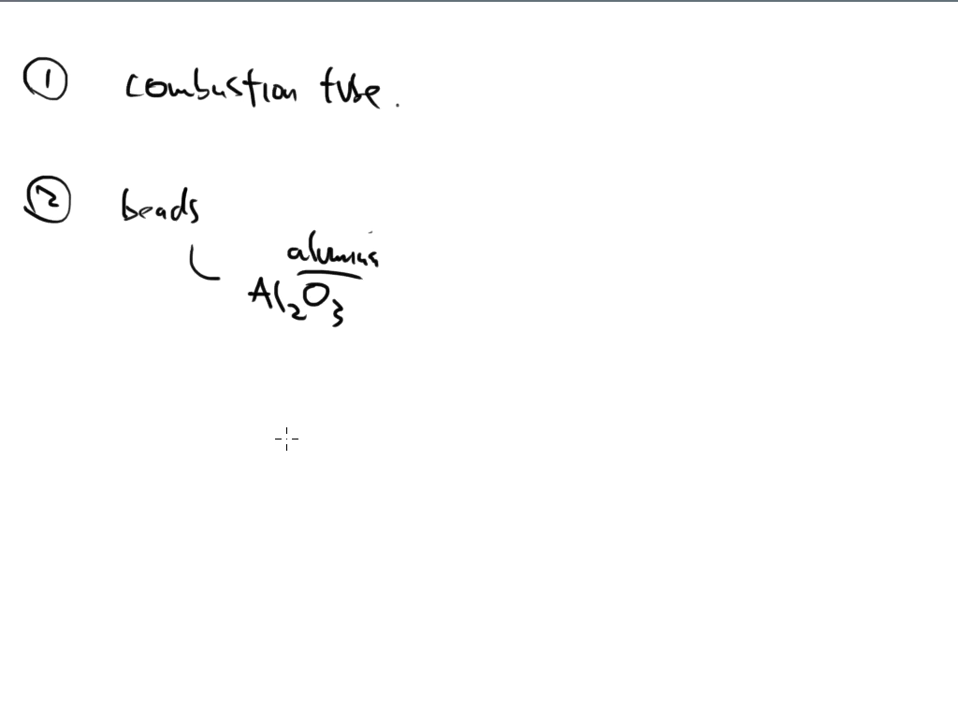 ① combustion tube.
② beads
alumina
Al₂O₃